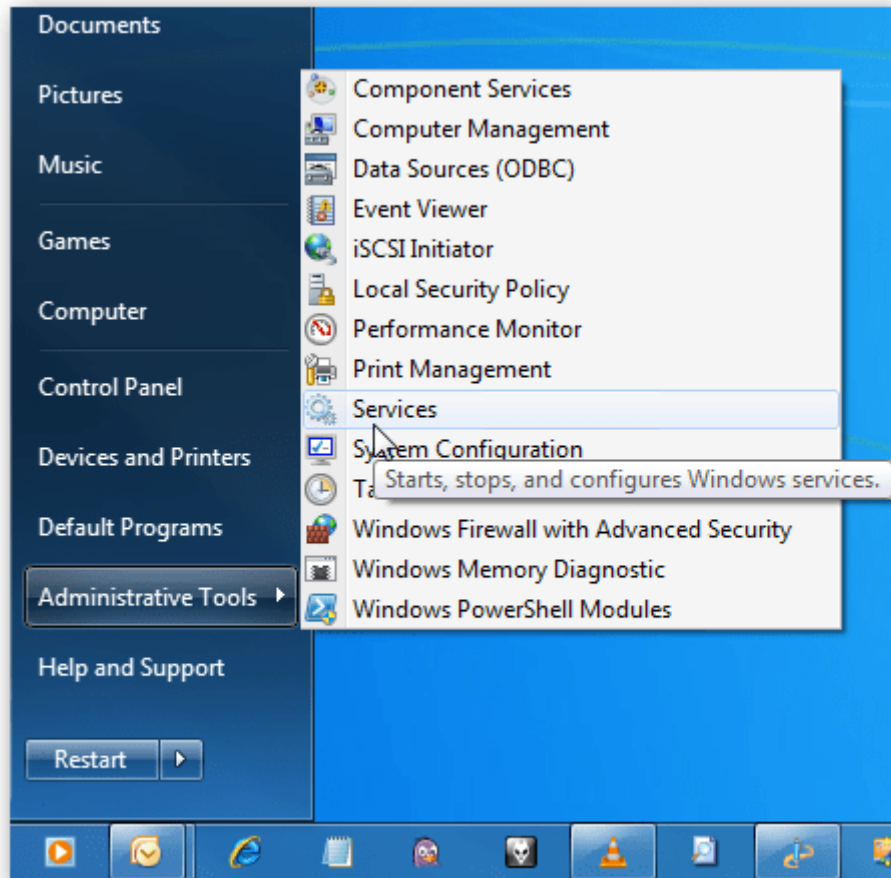 Documents
Pictures
Music
Games
Computer
Control Panel
Devices and Printers
Default Programs
Administrative Tools
Help and Support
Restart
Component Services
Computer Management
Data Sources (ODBC)
Event Viewer
iSCSI Initiator
Local Security Policy
Performance Monitor
Print Management
Services
System Configuration
Starts, stops, and configures Windows services.
Windows Firewall with Advanced Security
Windows Memory Diagnostic
Windows PowerShell Modules